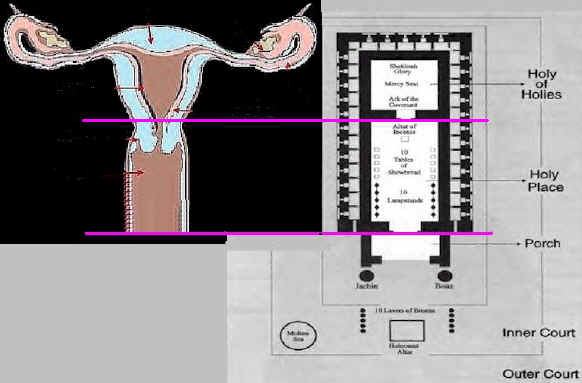 Shekinah
Glory
Mercy Seat
Ark of the
Covenant
Altar of
Incense
10
Tables
of
Showbread
10
Lampstands
Holy
of
Holies
Holy
Place
Porch
Jachin
Boaz
10 Lavers of Bronze
Molten
Sea
Holocaust
Altar
Inner Court
Outer Court